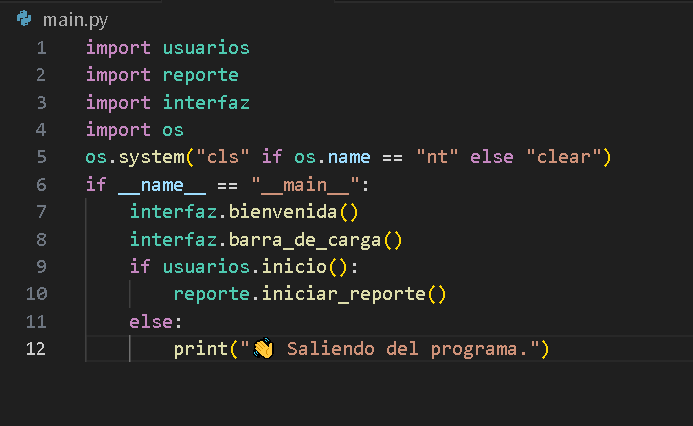 main.py
1 import usuarios
2 import reporte
3 import interfaz
4 import os
5 os.system("cls" if os.name == "nt" else "clear")
6 if __name__ == "__main__":
7     interfaz.bienvenida()
8     interfaz.barra_de_carga()
9     if usuarios.inicio():
10         reporte.iniciar_reporte()
11     else:
12         print("👋 Saliendo del programa.")